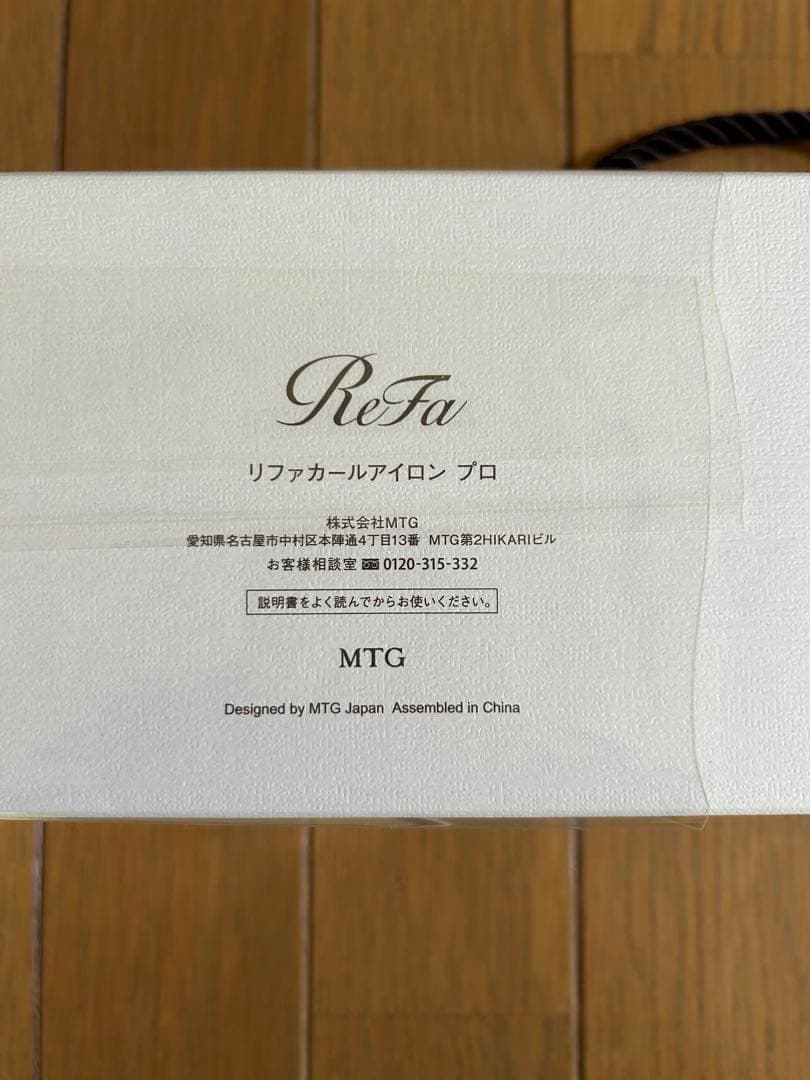 ReFa
リファカールアイロン プロ
株式会社MTG
愛知県名古屋市中村区本陣通4丁目13番 MTG第2HIKARIビル
お客様相談室 0120-315-332
説明書をよく読んでからお使いください。
MTG
Designed by MTG Japan Assembled in China